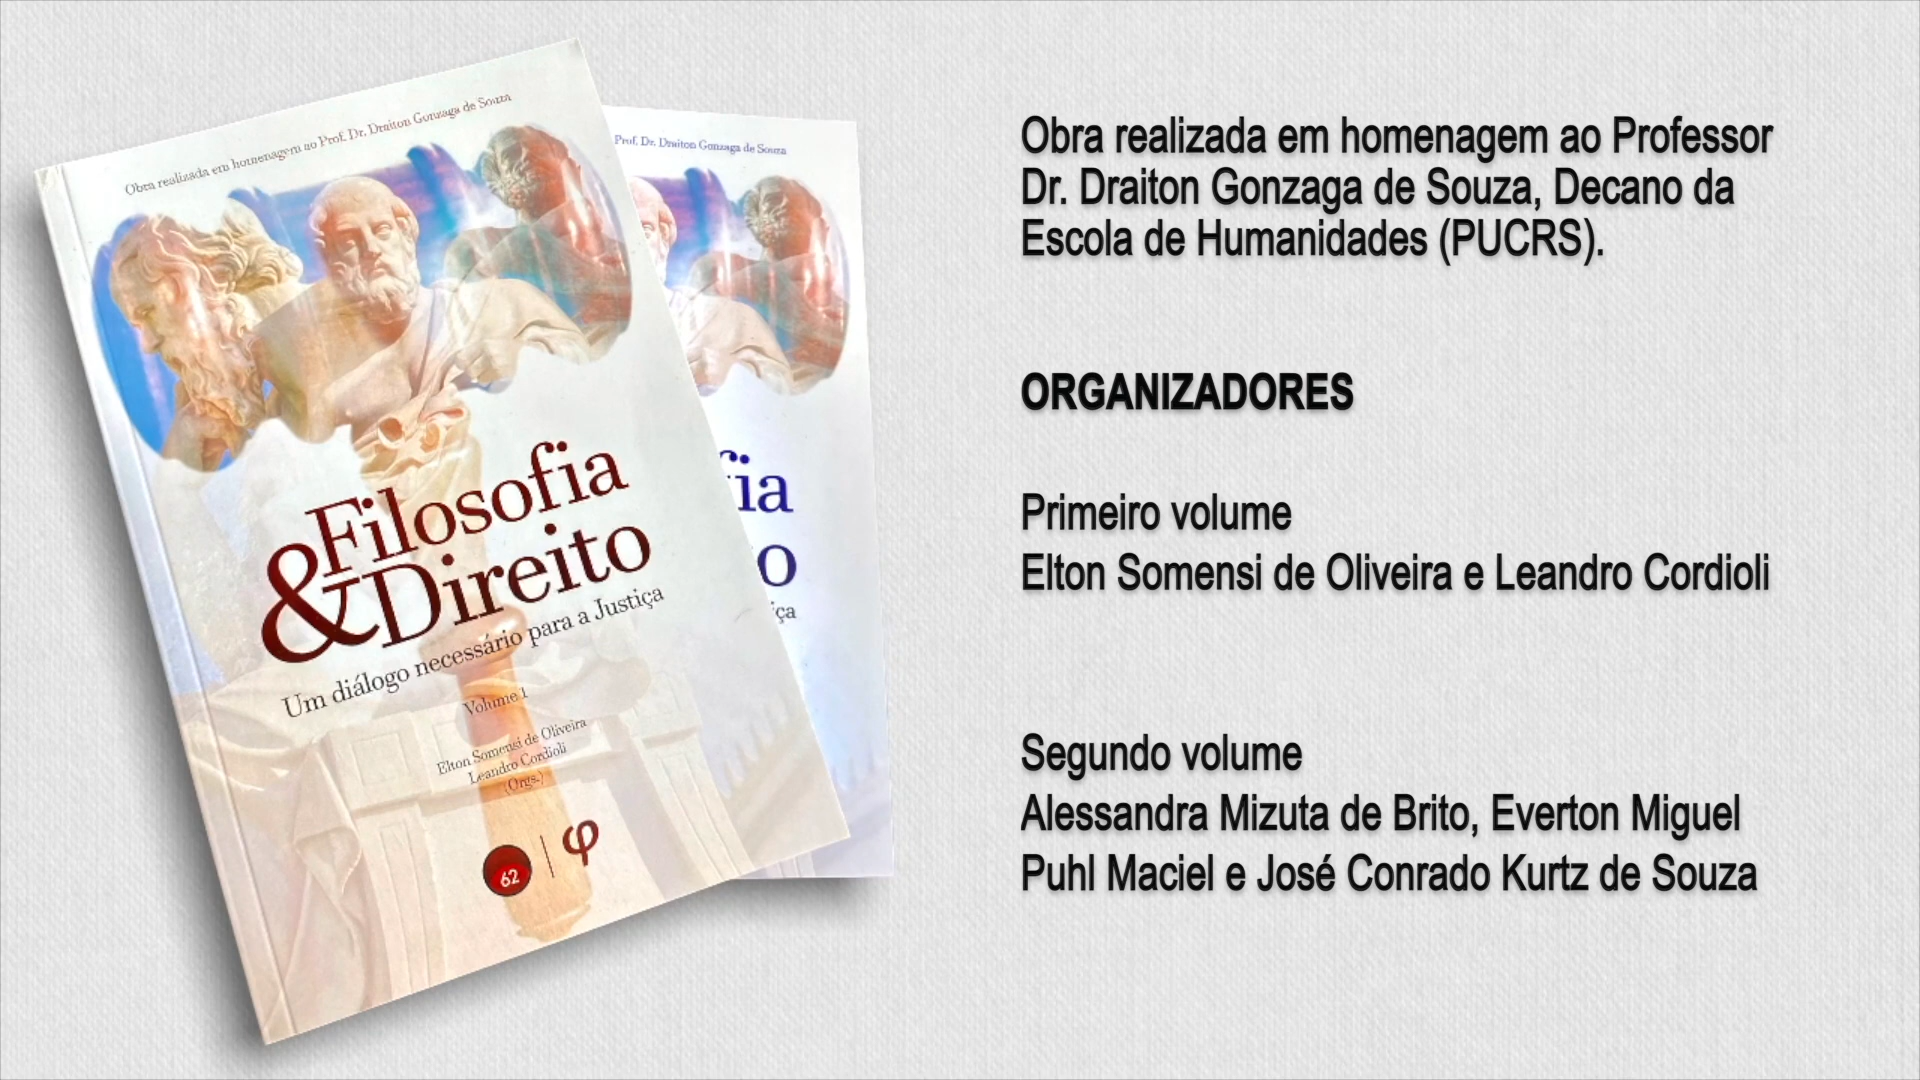 Obra realizada em homenagem ao Prof. Dr. Draiton Gonzaga de Souza
Filosofia
&Direito
Um diálogo necessário para a Justiça
Volume 1
Elton Somensi de Oliveira
Leandro Cordioli
(Orgs.)
62
φ
Prof. Dr. Draiton Gonzaga de Souza
fia
o
iça
Obra realizada em homenagem ao Professor
Dr. Draiton Gonzaga de Souza, Decano da
Escola de Humanidades (PUCRS).
ORGANIZADORES
Primeiro volume
Elton Somensi de Oliveira e Leandro Cordioli
Segundo volume
Alessandra Mizuta de Brito, Everton Miguel
Puhl Maciel e José Conrado Kurtz de Souza